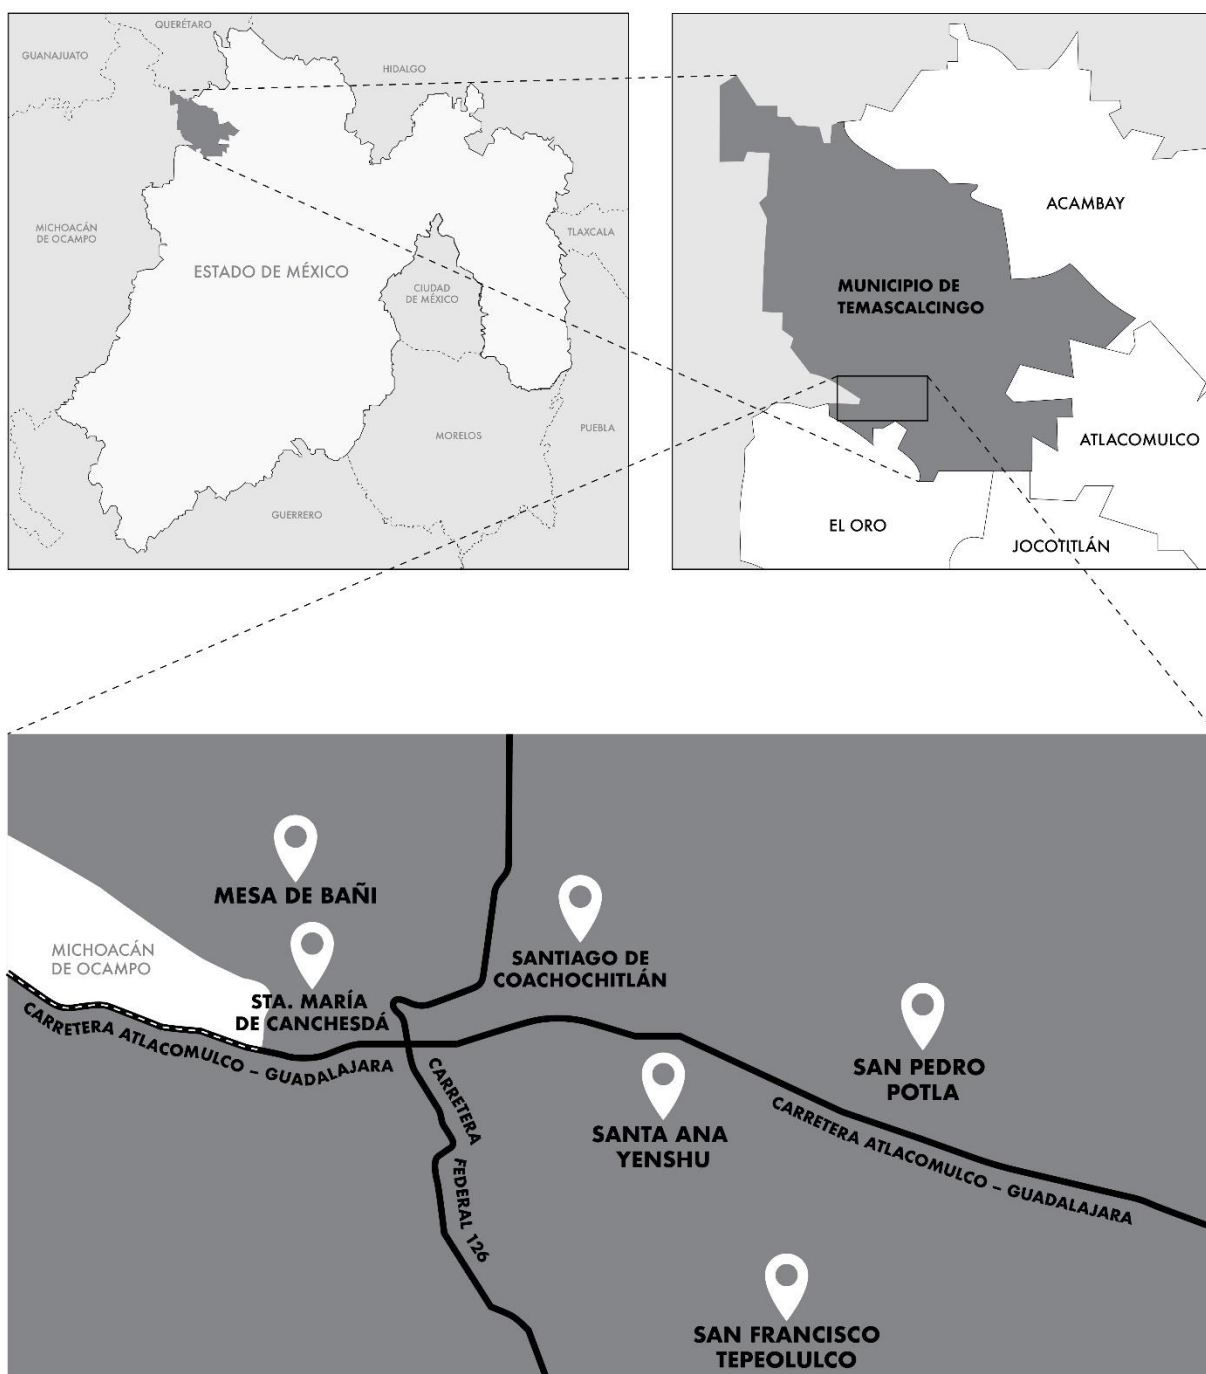 QUERÉTARO
GUANAJUATO
HIDALGO
MICHOACÁN
DE OCAMPO
TLAXCALA
ESTADO DE MÉXICO
CIUDAD
DE MÉXICO
MORELOS
PUEBLA
GUERRERO
ACAMBAY
MUNICIPIO DE
TEMASCALCINGO
ATLACOMULCO
EL ORO
JOCOTITLÁN
MESA DE BAÑI
MICHOACÁN
DE OCAMPO
SANTIAGO DE
COACHOCHITLÁN
STA. MARÍA
DE CANCHESDÁ
CARRETERA ATLACOMULCO – GUADALAJARA
CARRETERA
FEDERAL 126
SAN PEDRO
POTLA
SANTA ANA
YENSHU
CARRETERA ATLACOMULCO – GUADALAJARA
SAN FRANCISCO
TEPEOLULCO